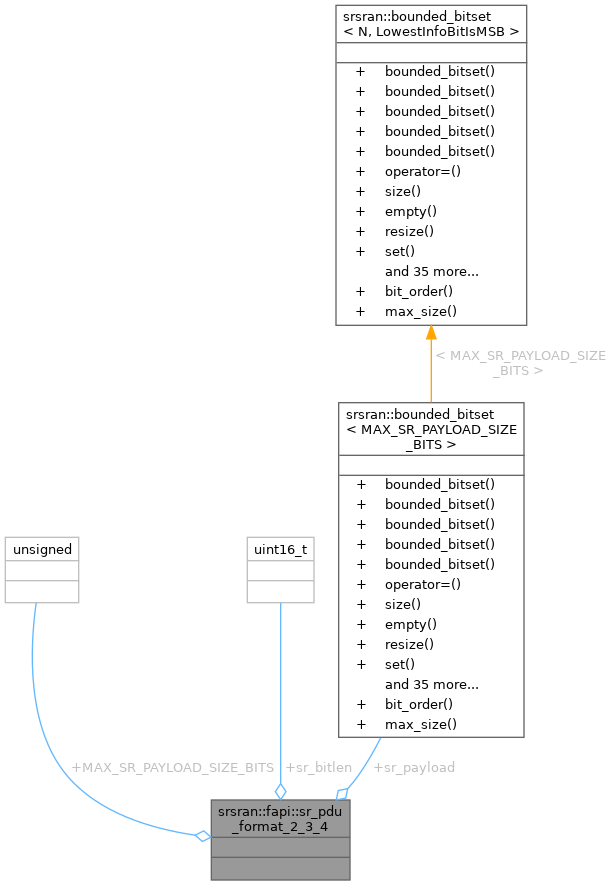 srsran::bounded_bitset
< N, LowestInfoBitIsMSB >
+ bounded_bitset()
+ bounded_bitset()
+ bounded_bitset()
+ bounded_bitset()
+ bounded_bitset()
+ operator=()
+ size()
+ empty()
+ resize()
+ set()
and 35 more...
+ bit_order()
+ max_size()
< MAX_SR_PAYLOAD_SIZE
_BITS >
srsran::bounded_bitset
< MAX_SR_PAYLOAD_SIZE
_BITS >
+ bounded_bitset()
+ bounded_bitset()
+ bounded_bitset()
+ bounded_bitset()
+ bounded_bitset()
+ operator=()
+ size()
+ empty()
+ resize()
+ set()
and 35 more...
+ bit_order()
+ max_size()
unsigned
uint16_t
+MAX_SR_PAYLOAD_SIZE_BITS
+sr_bitlen
+sr_payload
srsran::fapi::sr_pdu
_format_2_3_4